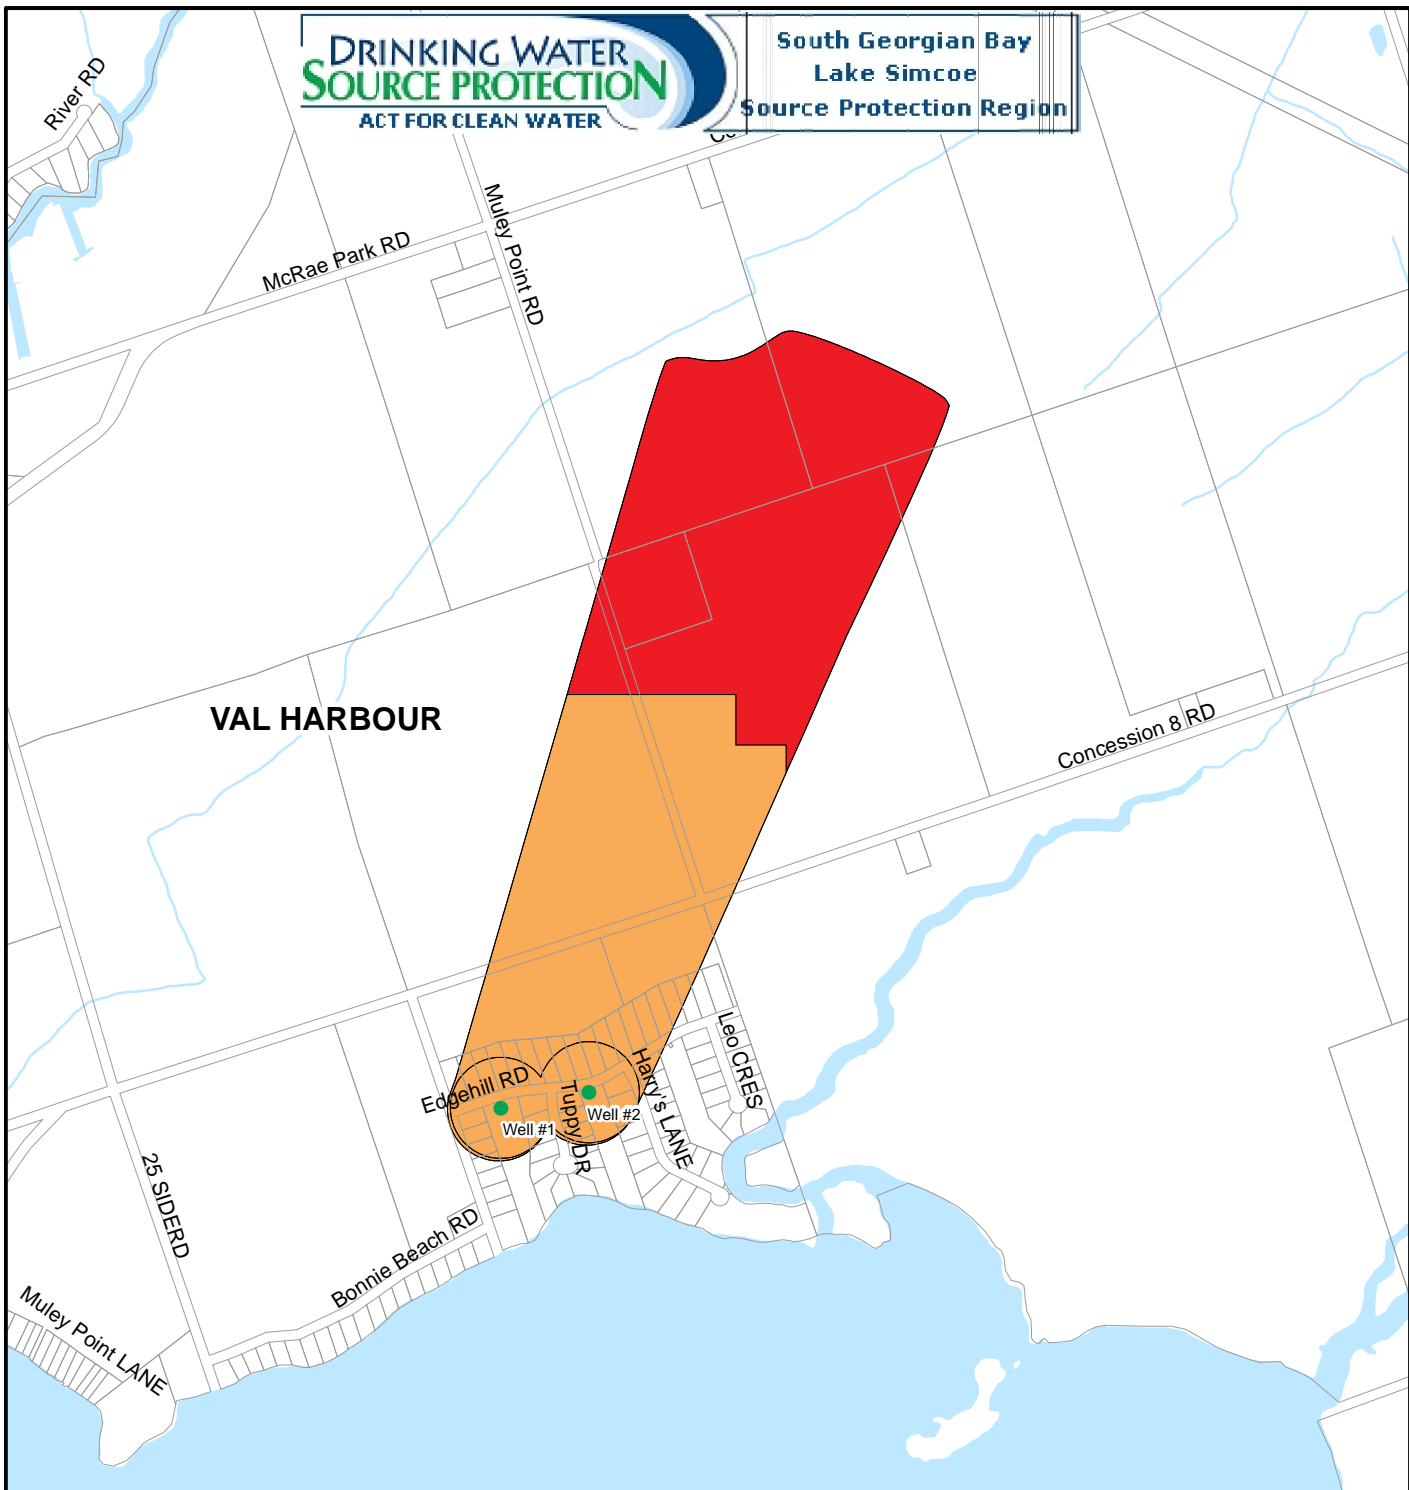 DRINKING WATER
SOURCE PROTECTION
ACT FOR CLEAN WATER
South Georgian Bay
Lake Simcoe
Source Protection Region
River RD
Muley Point RD
McRae Park RD
VAL HARBOUR
Concession 8 RD
Leo CRES
Edgehill RD
Harry's LANE
Tuppy DR
Well #1
Well #2
25 SIDERD
Bonnie Beach RD
Muley Point LANE